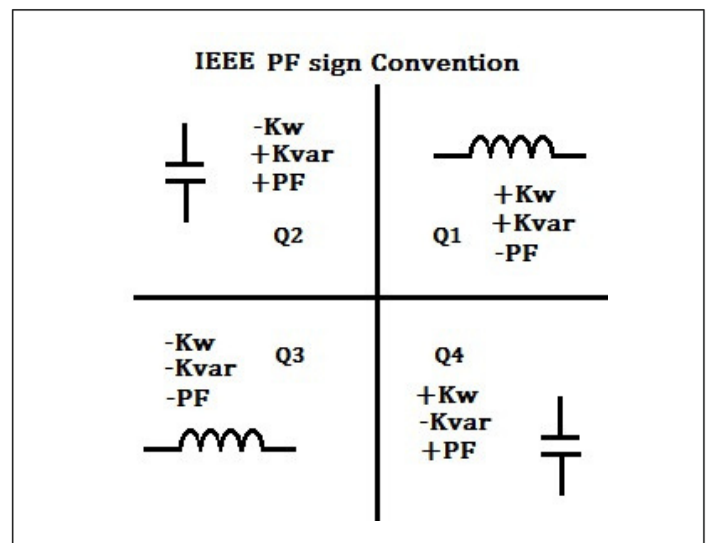 IEEE PF sign Convention
-Kw
+Kvar
+PF
Q2
+Kw
+Kvar
-PF
Q1
-Kw
-Kvar
-PF
Q3
Q4
+Kw
-Kvar
+PF